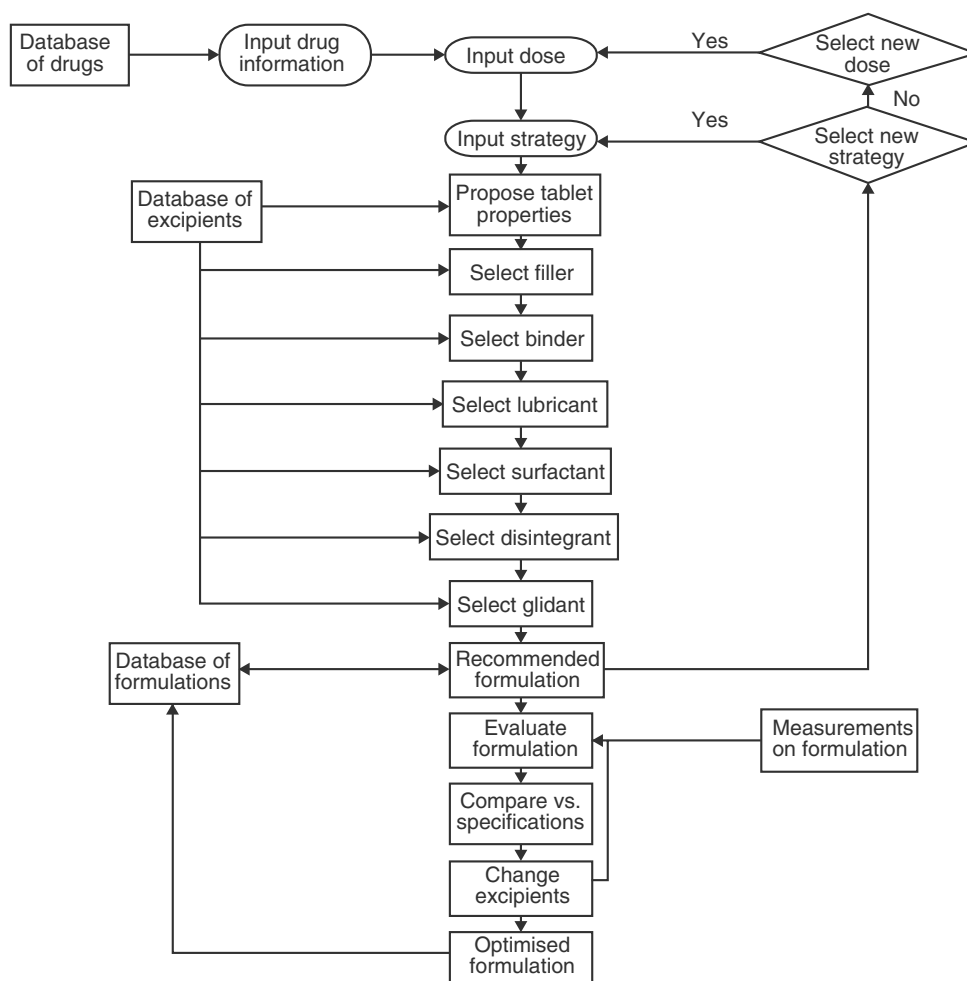 Database
of drugs
Input drug
information
Input dose
Yes
Select new
dose
No
Input strategy
Yes
Select new
strategy
Database of
excipients
Propose tablet
properties
Select filler
Select binder
Select lubricant
Select surfactant
Select disintegrant
Select glidant
Database of
formulations
Recommended
formulation
Evaluate
formulation
Measurements
on formulation
Compare vs.
specifications
Change
excipients
Optimised
formulation